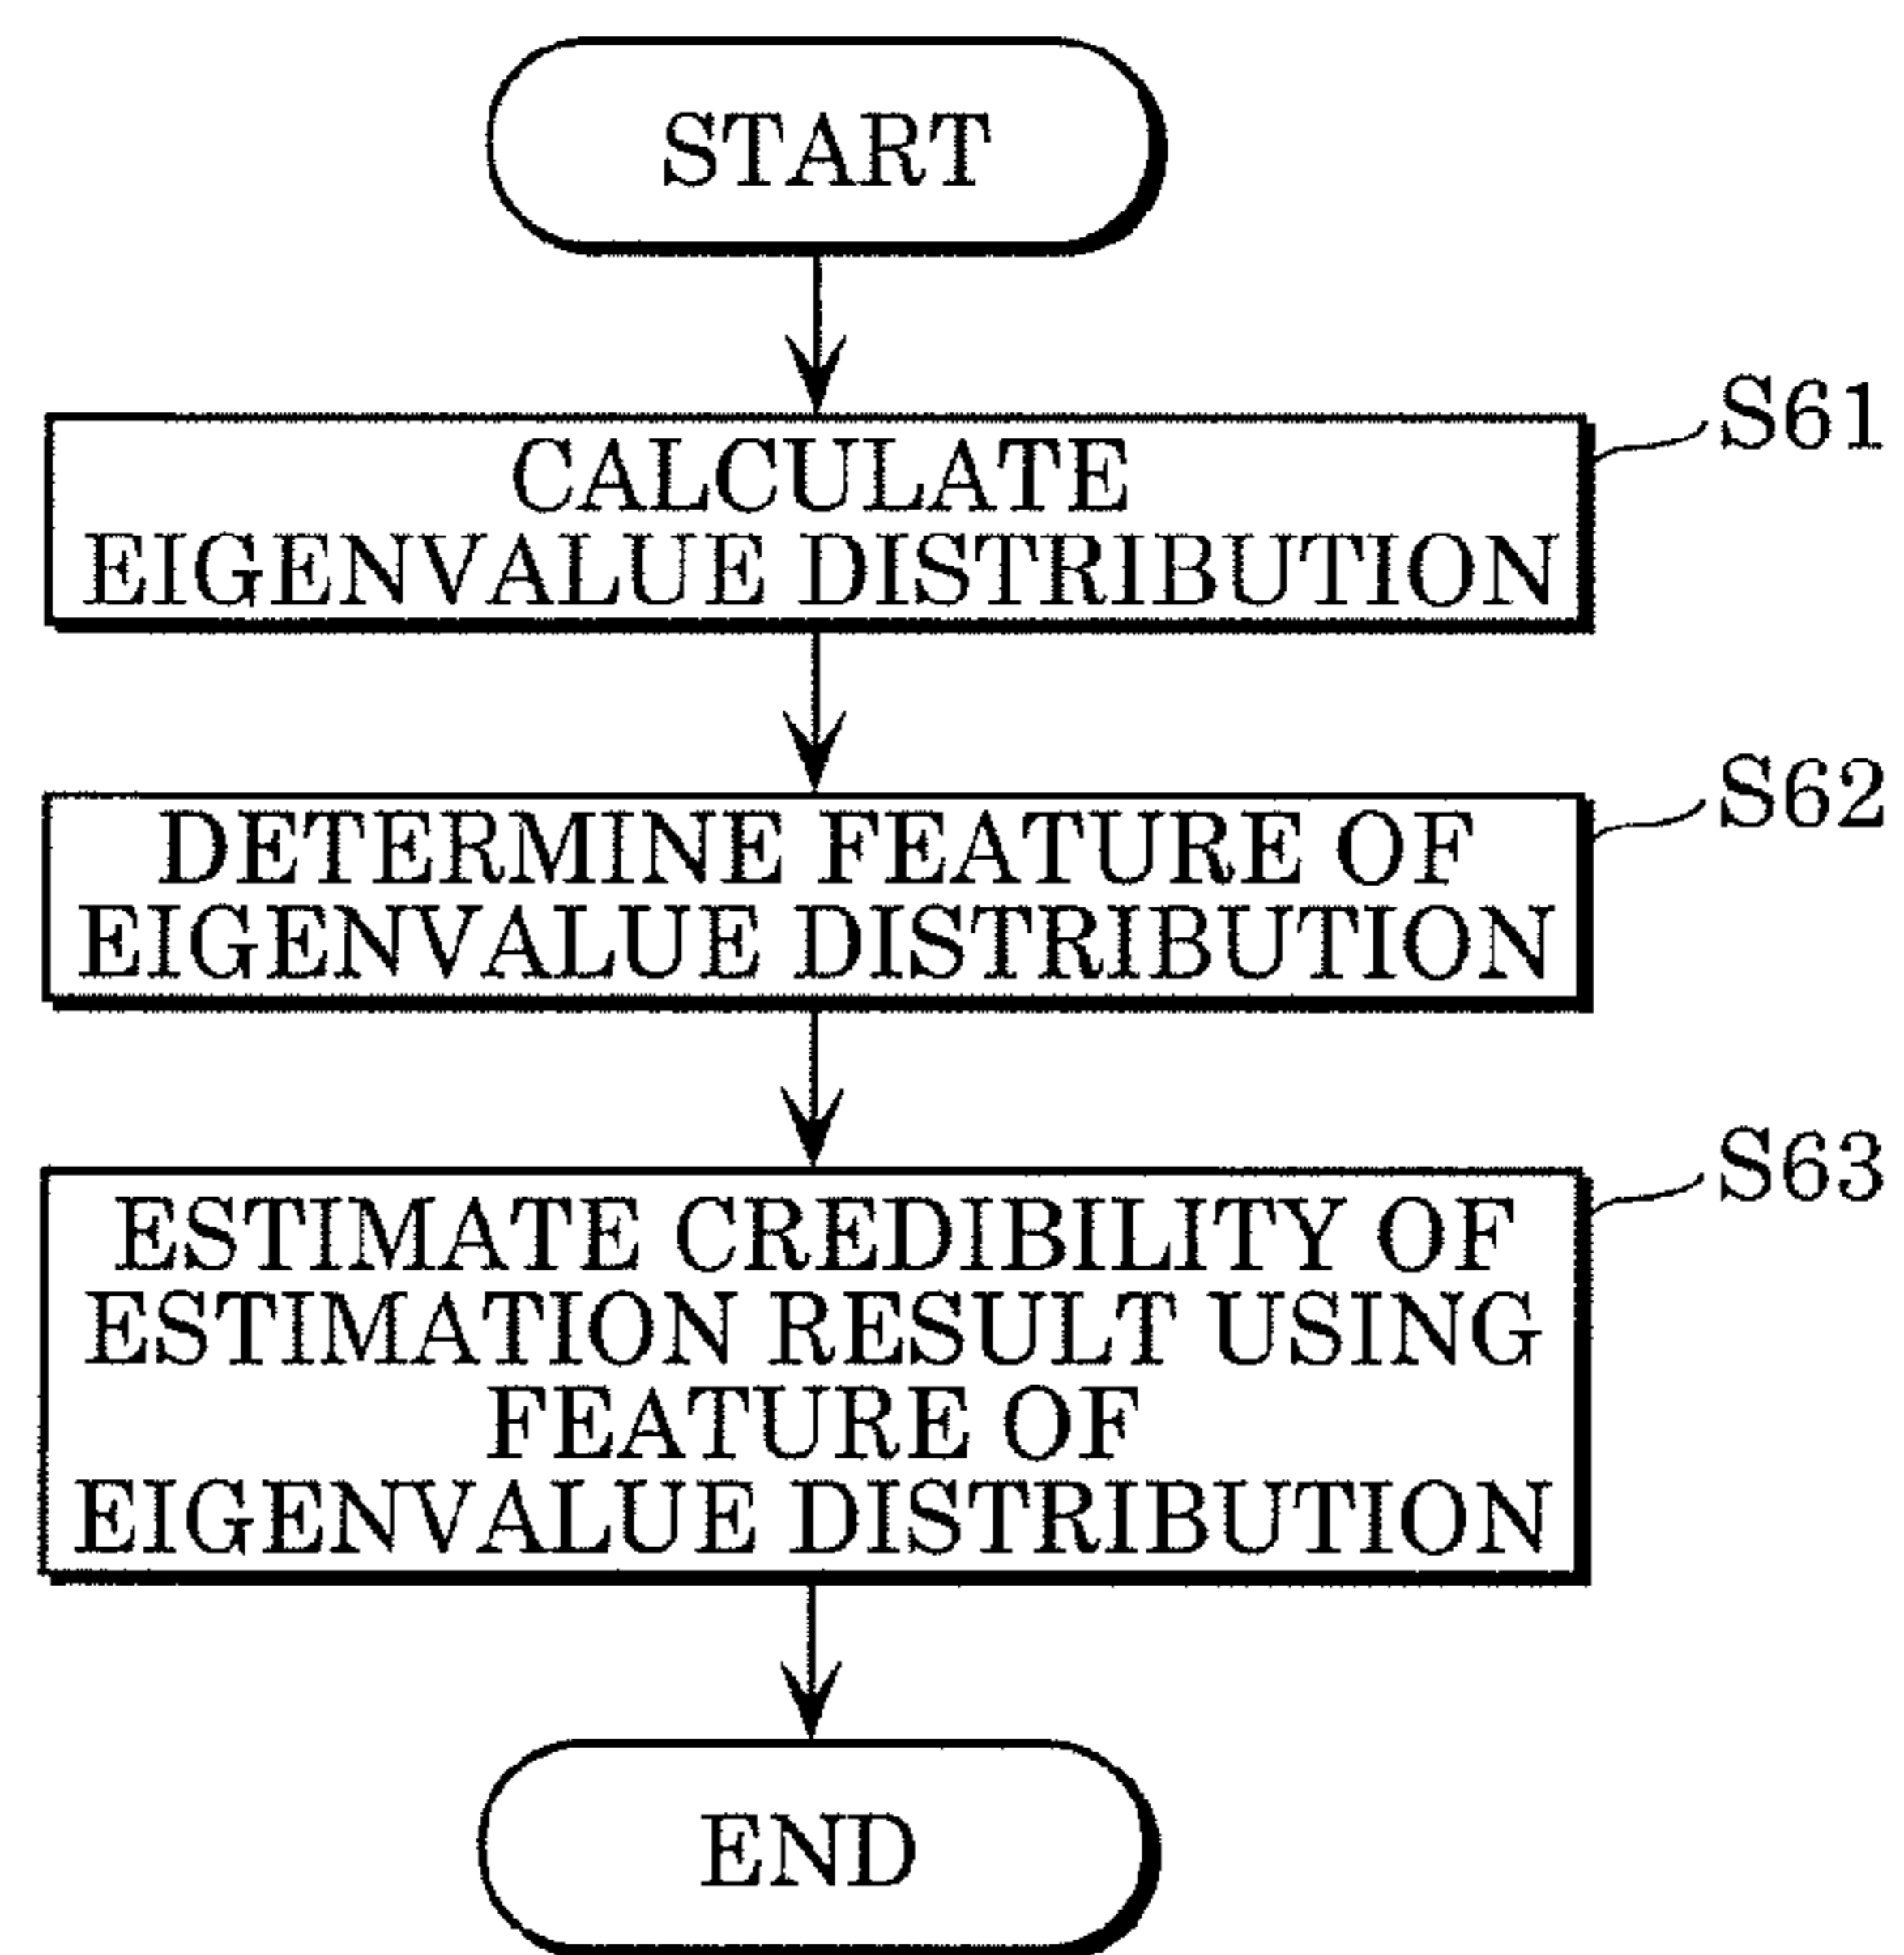 START
S61
CALCULATE
EIGENVALUE DISTRIBUTION
S62
DETERMINE FEATURE OF
EIGENVALUE DISTRIBUTION
S63
ESTIMATE CREDIBILITY OF
ESTIMATION RESULT USING
FEATURE OF
EIGENVALUE DISTRIBUTION
END